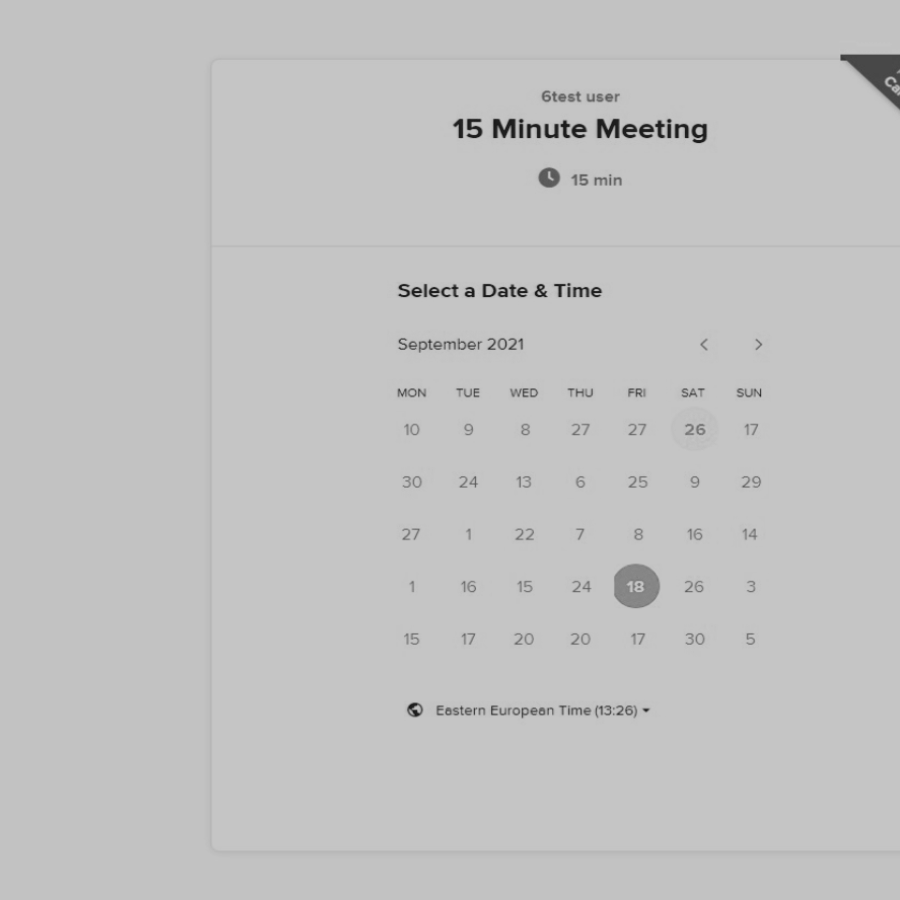 6test user
15 Minute Meeting
15 min
Select a Date & Time
September 2021
MON TUE WED THU FRI SAT SUN
10 9 8 27 27 26 17
30 24 13 6 25 9 29
27 1 22 7 8 16 14
1 16 15 24 18 26 3
15 17 20 20 17 30 5
Eastern European Time (13:26)